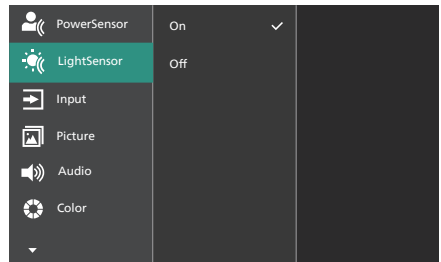 PowerSensor
LightSensor
Input
Picture
Audio
Color
On
Off